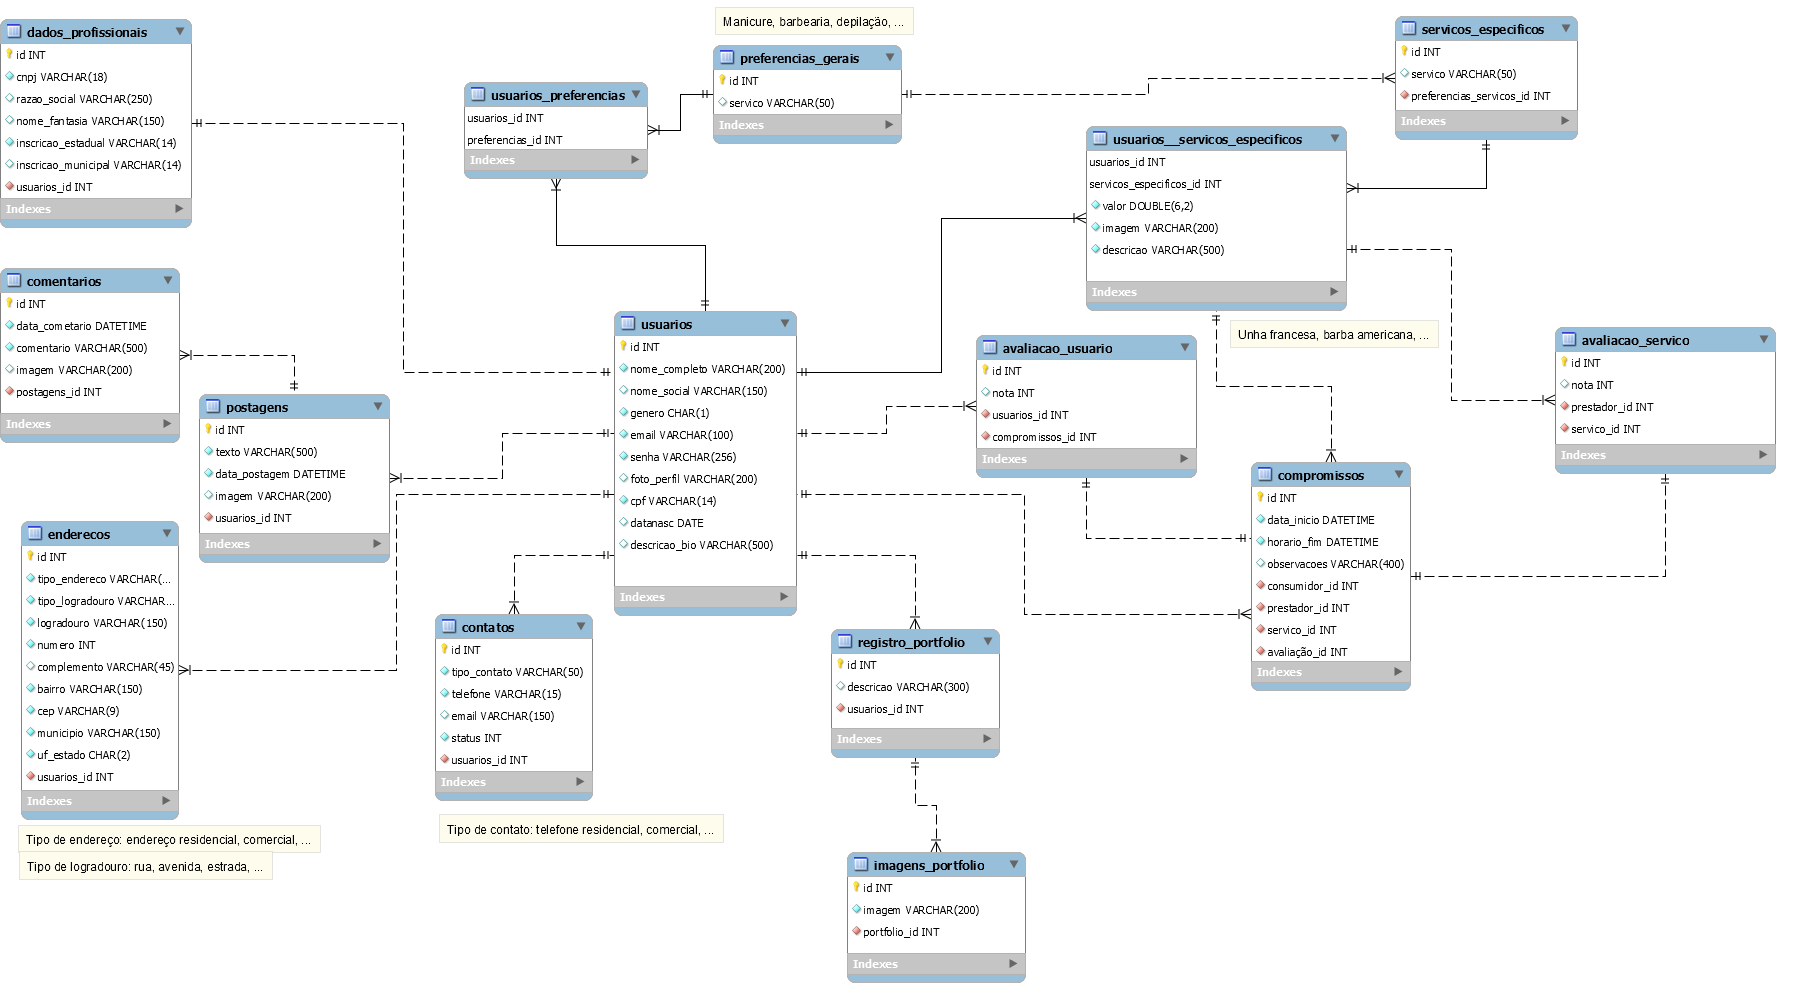 dados_profissionais
id INT
cnpj VARCHAR(18)
razao_social VARCHAR(250)
nome_fantasia VARCHAR(150)
inscricao_estadual VARCHAR(14)
inscricao_municipal VARCHAR(14)
usuarios_id INT
Indexes
comentarios
id INT
data_cometario DATETIME
comentario VARCHAR(500)
imagem VARCHAR(200)
postagens_id INT
Indexes
postagens
id INT
texto VARCHAR(500)
data_postagem DATETIME
imagem VARCHAR(200)
usuarios_id INT
Indexes
enderecos
id INT
tipo_endereco VARCHAR(...
tipo_logradouro VARCHAR...
logradouro VARCHAR(150)
numero INT
complemento VARCHAR(45)
bairro VARCHAR(150)
cep VARCHAR(9)
municipio VARCHAR(150)
uf_estado CHAR(2)
usuarios_id INT
Indexes
Tipo de endereço: endereço residencial, comercial, ...
Tipo de logradouro: rua, avenida, estrada, ...
usuarios_preferencias
usuarios_id INT
preferencias_id INT
Indexes
Manicure, barbearia, depilação, ...
preferencias_gerais
id INT
servico VARCHAR(50)
Indexes
usuarios
id INT
nome_completo VARCHAR(200)
nome_social VARCHAR(150)
genero CHAR(1)
email VARCHAR(100)
senha VARCHAR(256)
foto_perfil VARCHAR(200)
cpf VARCHAR(14)
datanasc DATE
descricao_bio VARCHAR(500)
Indexes
contatos
id INT
tipo_contato VARCHAR(50)
telefone VARCHAR(15)
email VARCHAR(150)
status INT
usuarios_id INT
Indexes
Tipo de contato: telefone residencial, comercial, ...
registro_portfolio
id INT
descricao VARCHAR(300)
usuarios_id INT
Indexes
imagens_portfolio
id INT
imagem VARCHAR(200)
portfolio_id INT
Indexes
servicos_especificos
id INT
servico VARCHAR(50)
preferencias_servicos_id INT
Indexes
usuarios__servicos_especificos
usuarios_id INT
servicos_especificos_id INT
valor DOUBLE(6,2)
imagem VARCHAR(200)
descricao VARCHAR(500)
Indexes
Unha francesa, barba americana, ...
avaliacao_usuario
id INT
nota INT
usuarios_id INT
compromissos_id INT
Indexes
avaliacao_servico
id INT
nota INT
prestador_id INT
servico_id INT
Indexes
compromissos
id INT
data_inicio DATETIME
horario_fim DATETIME
observacoes VARCHAR(400)
consumidor_id INT
prestador_id INT
servico_id INT
avaliação_id INT
Indexes